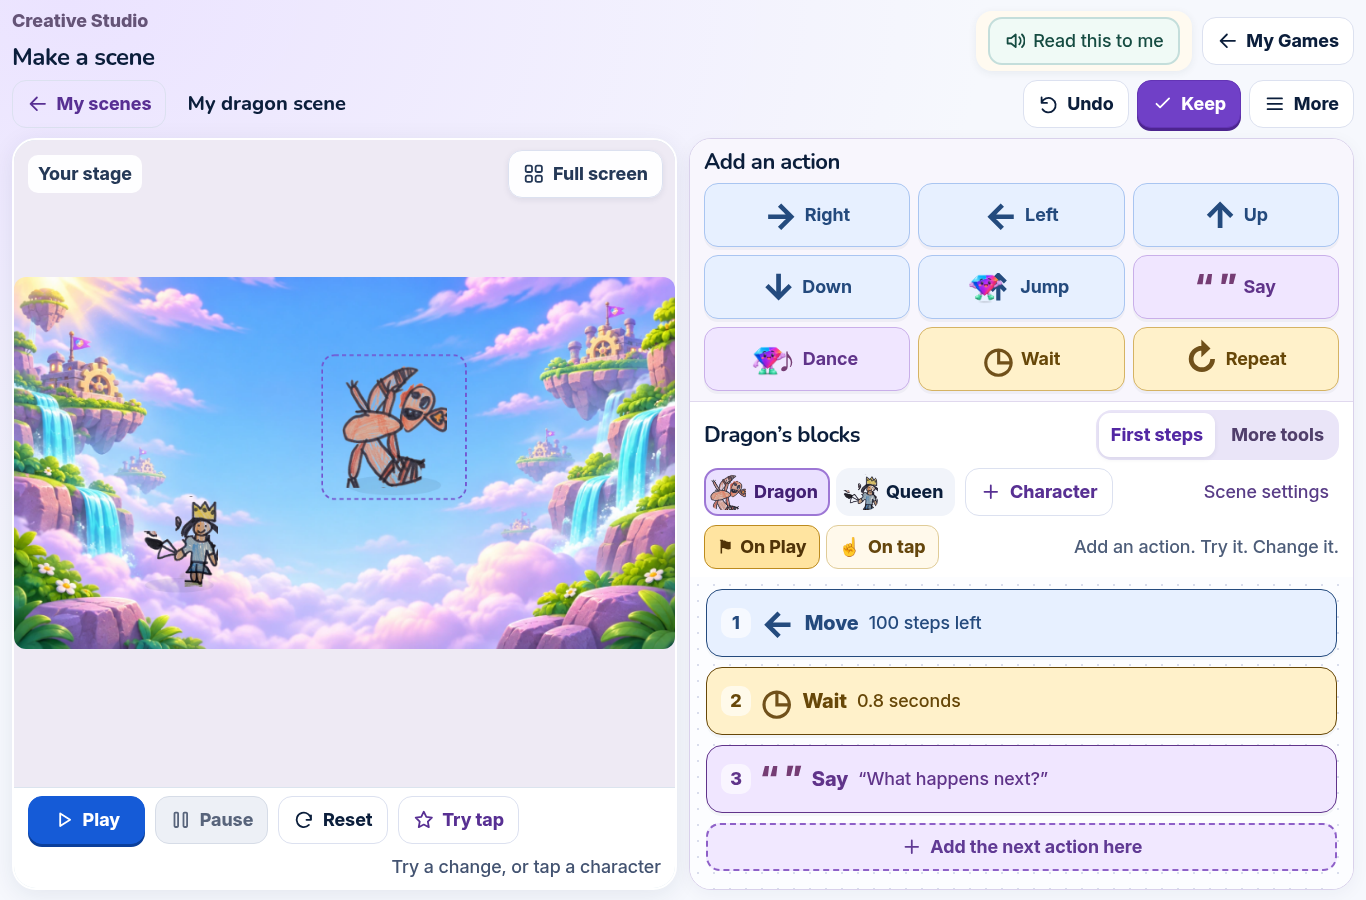 Creative Studio
Make a scene
Read this to me
My Games
My scenes
My dragon scene
Undo
Keep
More
Your stage
Full screen
Play
Pause
Reset
Try tap
Try a change, or tap a character
Add an action
Right
Left
Up
Down
Jump
“ ” Say
Dance
Wait
Repeat
Dragon’s blocks
First steps
More tools
Dragon
Queen
+ Character
Scene settings
On Play
On tap
Add an action. Try it. Change it.
1 Move 100 steps left
2 Wait 0.8 seconds
3 “ ” Say “What happens next?”
+ Add the next action here